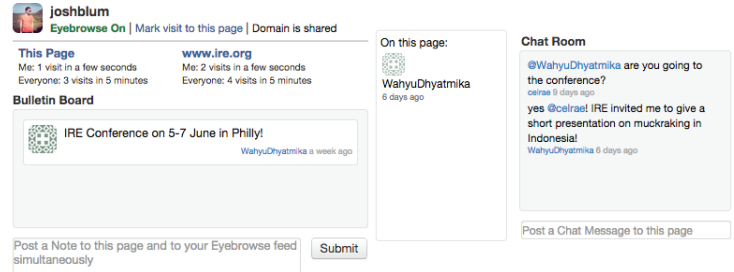 joshblum
Eyebrowse On | Mark visit to this page | Domain is shared
This Page
Me: 1 visit in a few seconds
Everyone: 3 visits in 5 minutes
www.ire.org
Me: 2 visits in a few seconds
Everyone: 4 visits in 5 minutes
Bulletin Board
IRE Conference on 5-7 June in Philly!
WahyuDhyatmika a week ago
Post a Note to this page and to your Eyebrowse feed
simultaneously
Submit
On this page:
WahyuDhyatmika
6 days ago
Chat Room
@WahyuDhyatmika are you going to
the conference?
celrae 9 days ago
yes @celrae! IRE invited me to give a
short presentation on muckraking in
Indonesia!
WahyuDhyatmika 6 days ago
Post a Chat Message to this page